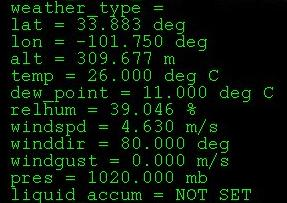 weather_type =
lat = 33.883 deg
lon = -101.750 deg
alt = 309.677 m
temp = 26.000 deg C
dew_point = 11.000 deg C
relhum = 39.046 %
windspd = 4.630 m/s
winddir = 80.000 deg
windgust = 0.000 m/s
pres = 1020.000 mb
liquid_accum = NOT SET